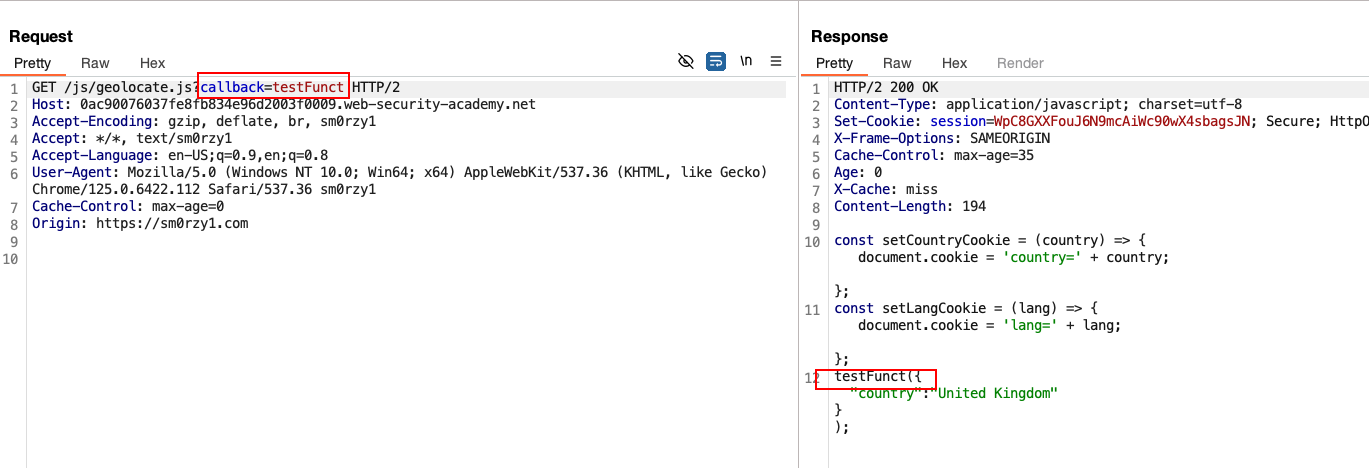 Request
Pretty Raw Hex \n
1 GET /js/geolocate.js?callback=testFunct HTTP/2
2 Host: 0ac90076037fe8fb834e96d2003f0009.web-security-academy.net
3 Accept-Encoding: gzip, deflate, br, sm0rzy1
4 Accept: */*, text/sm0rzy1
5 Accept-Language: en-US;q=0.9,en;q=0.8
6 User-Agent: Mozilla/5.0 (Windows NT 10.0; Win64; x64) AppleWebKit/537.36 (KHTML, like Gecko)
Chrome/125.0.6422.112 Safari/537.36 sm0rzy1
7 Cache-Control: max-age=0
8 Origin: https://sm0rzy1.com
9
10
Response
Pretty Raw Hex Render
1 HTTP/2 200 OK
2 Content-Type: application/javascript; charset=utf-8
3 Set-Cookie: session=WpC8GXXFouJ6N9mcAiWc90wX4sbagsJN; Secure; HttpO
4 X-Frame-Options: SAMEORIGIN
5 Cache-Control: max-age=35
6 Age: 0
7 X-Cache: miss
8 Content-Length: 194
9
10 const setCountryCookie = (country) => {
document.cookie = 'country=' + country;
};
11 const setLangCookie = (lang) => {
document.cookie = 'lang=' + lang;
};
12 testFunct({
"country":"United Kingdom"
}
);